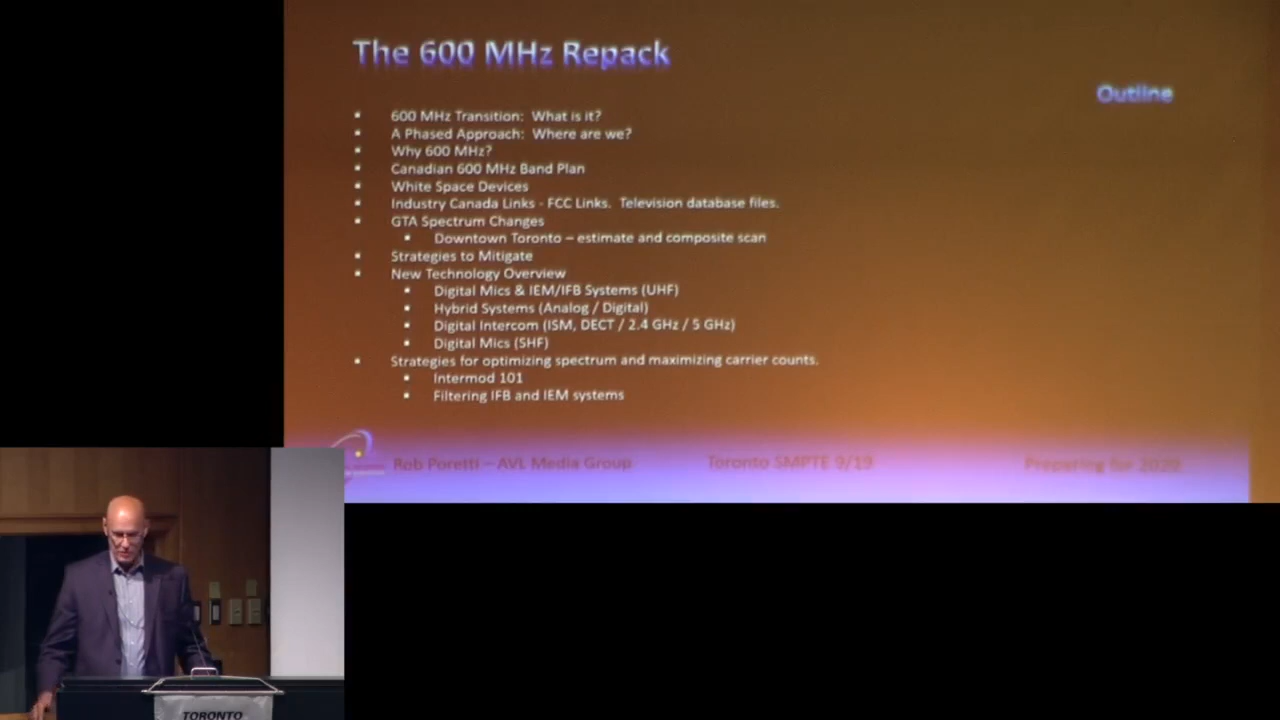 The 600 MHz Repack
Outline
▪ 600 MHz Transition: What is it?
▪ A Phased Approach: Where are we?
▪ Why 600 MHz?
▪ Canadian 600 MHz Band Plan
▪ White Space Devices
▪ Industry Canada Links - FCC Links. Television database files.
▪ GTA Spectrum Changes
▪ Downtown Toronto – estimate and composite scan
▪ Strategies to Mitigate
▪ New Technology Overview
▪ Digital Mics & IEM/IFB Systems (UHF)
▪ Hybrid Systems (Analog / Digital)
▪ Digital Intercom (ISM, DECT / 2.4 GHz / 5 GHz)
▪ Digital Mics (SHF)
▪ Strategies for optimizing spectrum and maximizing carrier counts.
▪ Intermod 101
▪ Filtering IFB and IEM systems
Rob Poretti – AVL Media Group
Toronto SMPTE 9/19
Preparing for 2020
TORONTO